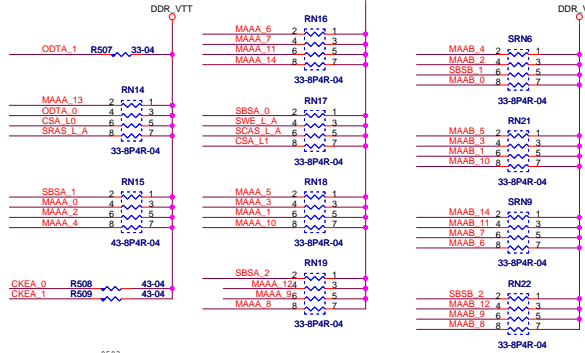 DDR_VTT
ODTA_1 R507 33-04
RN14
MAAA_13 2 1
ODTA_0 4 3
CSA_L0 6 5
SRAS_L_A 8 7
33-8P4R-04
RN15
SBSA_1 2 1
MAAA_0 4 3
MAAA_2 6 5
MAAA_4 8 7
43-8P4R-04
CKEA_0 R508 43-04
CKEA_1 R509 43-04
RN16
MAAA_6 2 1
MAAA_7 4 3
MAAA_11 6 5
MAAA_14 8 7
33-8P4R-04
RN17
SBSA_0 2 1
SWE_L_A 4 3
SCAS_L_A 6 5
CSA_L1 8 7
33-8P4R-04
RN18
MAAA_5 2 1
MAAA_3 4 3
MAAA_1 6 5
MAAA_10 8 7
33-8P4R-04
RN19
SBSA_2 2 1
MAAA_12 4 3
MAAA_9 6 5
MAAA_8 8 7
33-8P4R-04
DDR_V
SRN6
MAAB_4 2 1
MAAB_2 4 3
SBSB_1 6 5
MAAB_0 8 7
33-8P4R-04
RN21
MAAB_5 2 1
MAAB_3 4 3
MAAB_1 6 5
MAAB_10 8 7
33-8P4R-04
SRN9
MAAB_14 2 1
MAAB_11 4 3
MAAB_7 6 5
MAAB_6 8 7
33-8P4R-04
RN22
SBSB_2 2 1
MAAB_12 4 3
MAAB_9 6 5
MAAB_8 8 7
33-8P4R-04